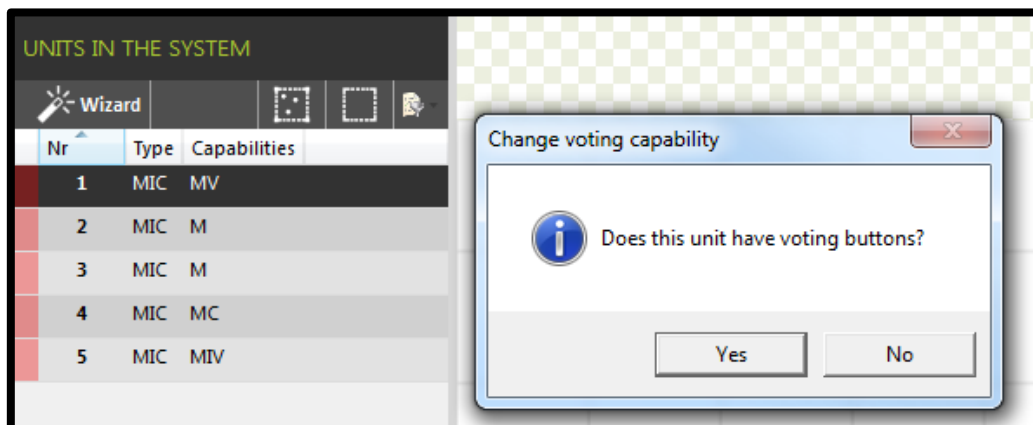 UNITS IN THE SYSTEM
Wizard
Nr Type Capabilities
1 MIC MV
2 MIC M
3 MIC M
4 MIC MC
5 MIC MIV
Change voting capability
Does this unit have voting buttons?
Yes No